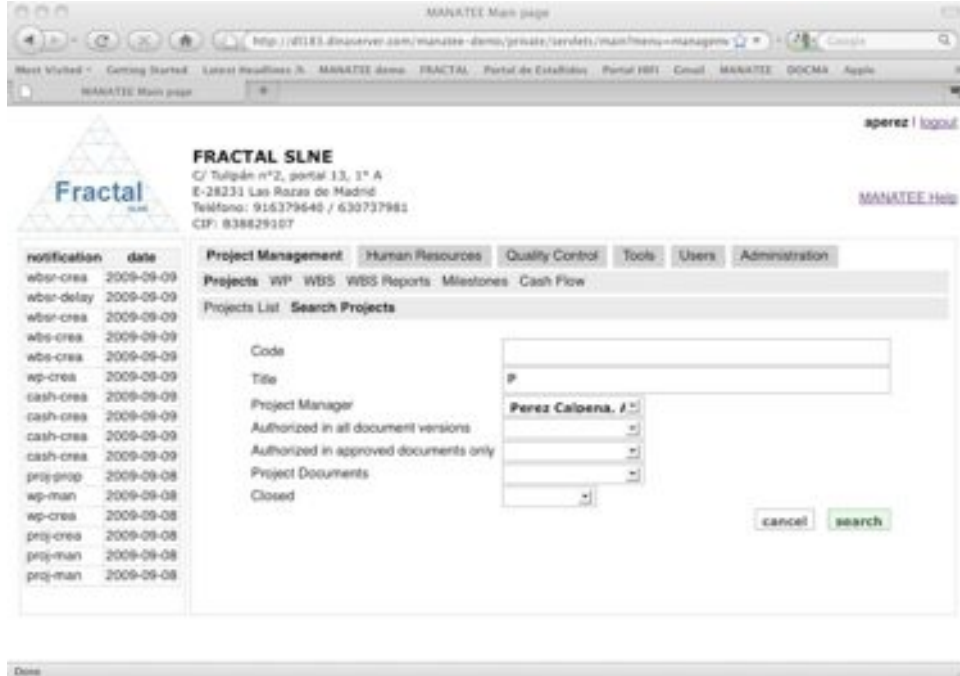 MANATEE Main page
http://dl183.dinaserver.com/manatee-demo/private/servlets/main?menu=managem
Google
Most Visited Getting Started Latest Headlines MANATEE demo FRACTAL Portal de Estadillos Portal HIFI Gmail MANATEE DOCMA Apple
MANATEE Main page
aperez | logout
Fractal
SLNE
FRACTAL SLNE
C/ Tulipán nº2, portal 13, 1º A
E-28231 Las Rozas de Madrid
Teléfono: 916379640 / 630737981
CIF: B38829107
MANATEE Help
notification date
wbsr-crea 2009-09-09
wbsr-delay 2009-09-09
wbsr-crea 2009-09-09
wbs-crea 2009-09-09
wbs-crea 2009-09-09
wp-crea 2009-09-09
cash-crea 2009-09-09
cash-crea 2009-09-09
cash-crea 2009-09-09
cash-crea 2009-09-09
proj-prop 2009-09-08
wp-man 2009-09-08
wp-crea 2009-09-08
proj-crea 2009-09-08
proj-man 2009-09-08
proj-man 2009-09-08
Project Management Human Resources Quality Control Tools Users Administration
Projects WP WBS WBS Reports Milestones Cash Flow
Projects List Search Projects
Code
Title P
Project Manager Perez Calpena, A
Authorized in all document versions
Authorized in approved documents only
Project Documents
Closed
cancel search
Done